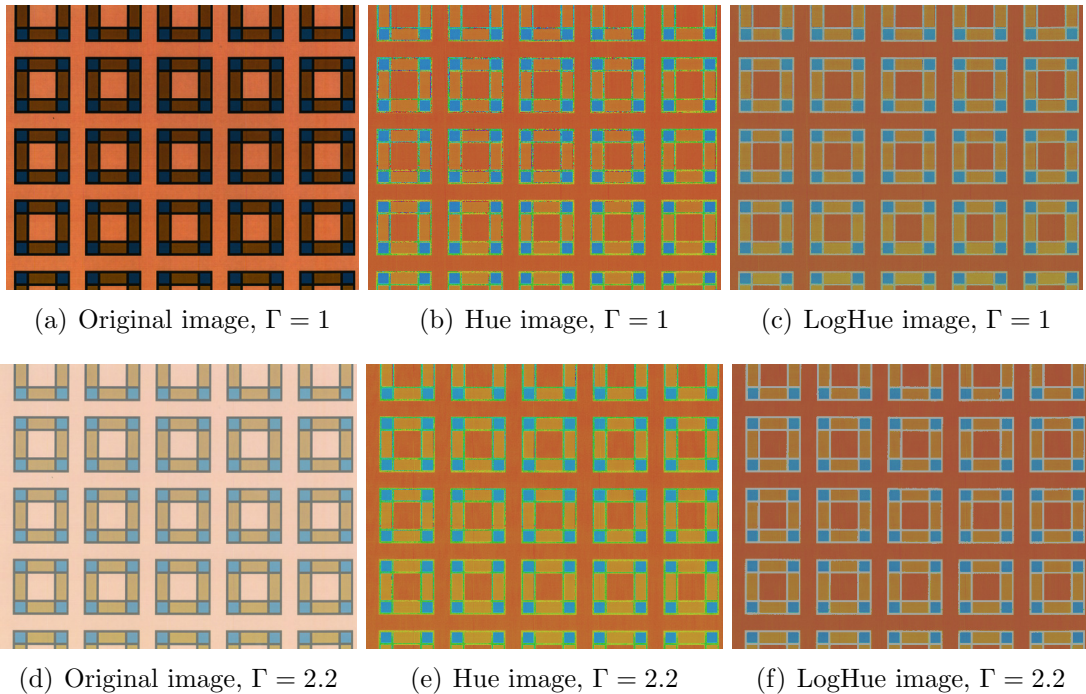 (a) Original image, Γ = 1
(b) Hue image, Γ = 1
(c) LogHue image, Γ = 1
(d) Original image, Γ = 2.2
(e) Hue image, Γ = 2.2
(f) LogHue image, Γ = 2.2